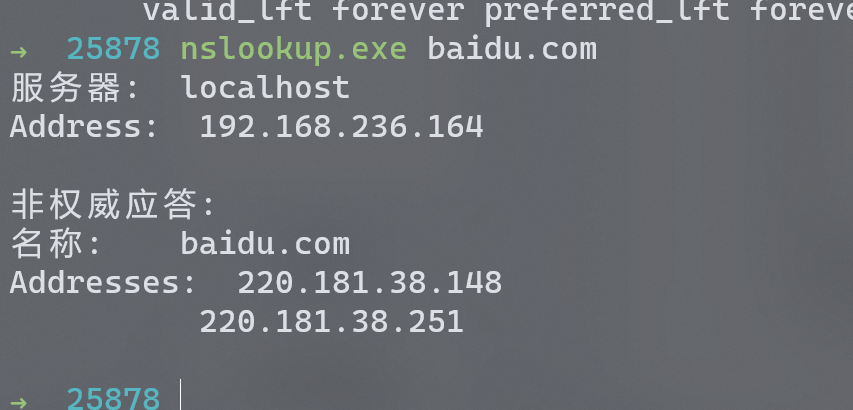 valid_lft forever preferred_lft foreve
→ 25878 nslookup.exe baidu.com
服务器: localhost
Address: 192.168.236.164
非权威应答:
名称: baidu.com
Addresses: 220.181.38.148
220.181.38.251
→ 25878